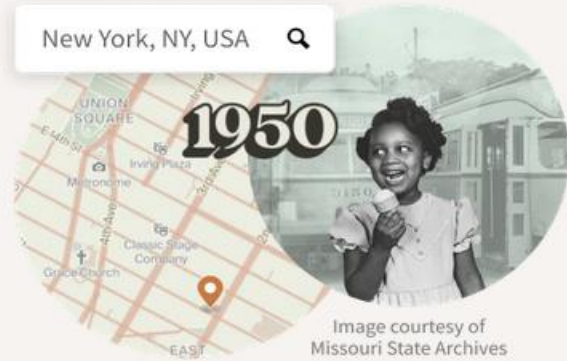 New York, NY, USA
UNION
SQUARE
1950
E 14th St
Irving Plaza
Metronome
3rd Ave
4th Ave
Classic Stage
Company
Grace Church
EAST
Image courtesy of
Missouri State Archives